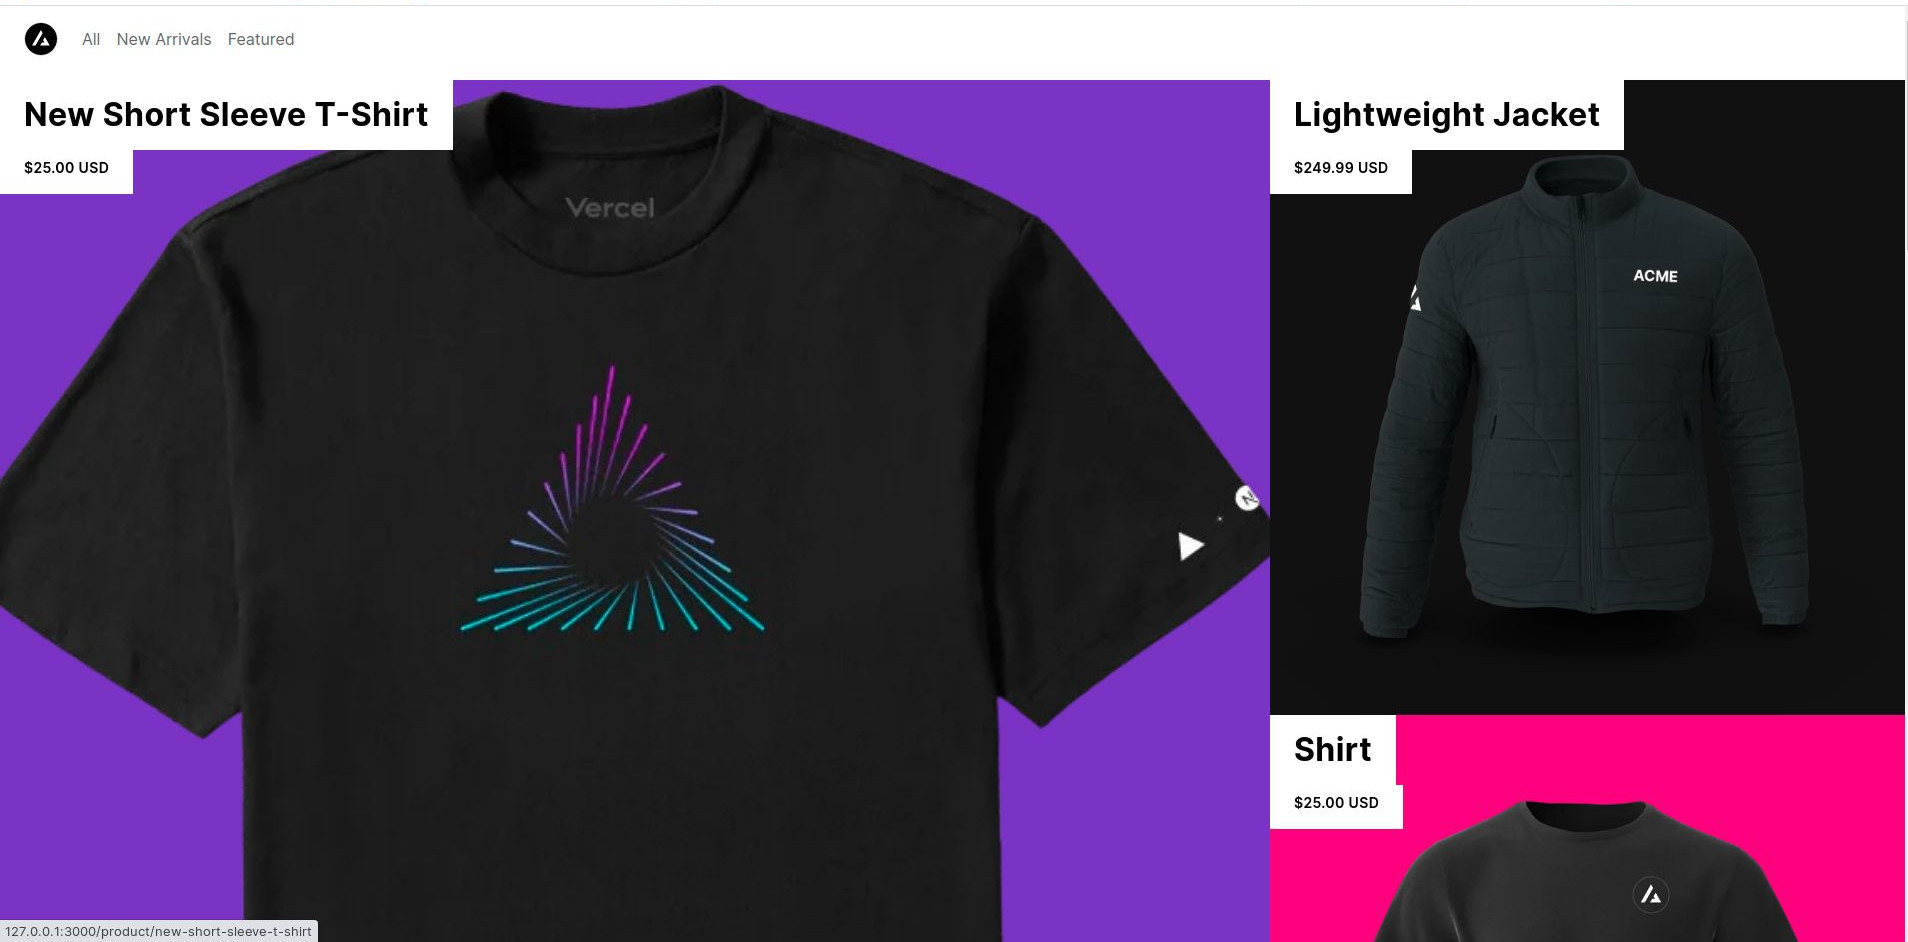 All New Arrivals Featured
New Short Sleeve T-Shirt
$25.00 USD
Vercel
Lightweight Jacket
$249.99 USD
ACME
Shirt
$25.00 USD
N
127.0.0.1:3000/product/new-short-sleeve-t-shirt